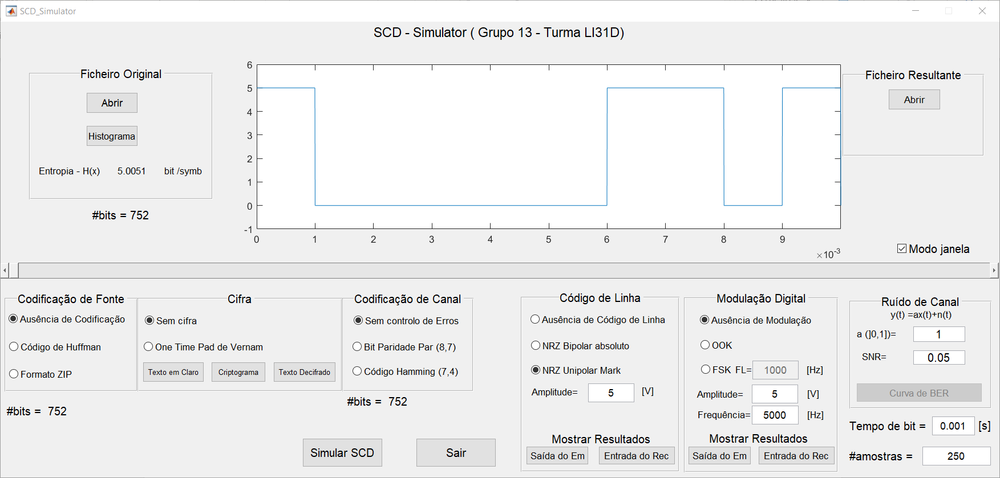 SCD_Simulator
SCD - Simulator ( Grupo 13 - Turma LI31D)
Ficheiro Original
Abrir
Histograma
Entropia - H(x) 5.0051 bit /symb
#bits = 752
6
5
4
3
2
1
0
-1
0 1 2 3 4 5 6 7 8 9
×10-3
Ficheiro Resultante
Abrir
Modo janela
Codificação de Fonte
Ausência de Codificação
Código de Huffman
Formato ZIP
#bits = 752
Cifra
Sem cifra
One Time Pad de Vernam
Texto em Claro Criptograma Texto Decifrado
Codificação de Canal
Sem controlo de Erros
Bit Paridade Par (8,7)
Código Hamming (7,4)
#bits = 752
Simular SCD Sair
Código de Linha
Ausência de Código de Linha
NRZ Bipolar absoluto
NRZ Unipolar Mark
Amplitude= 5 [V]
Mostrar Resultados
Saída do Em Entrada do Rec
Modulação Digital
Ausência de Modulação
OOK
FSK FL= 1000 [Hz]
Amplitude= 5 [V]
Frequência= 5000 [Hz]
Mostrar Resultados
Saída do Em Entrada do Rec
Ruído de Canal
y(t) =ax(t)+n(t)
a (]0,1])= 1
SNR= 0.05
Curva de BER
Tempo de bit = 0.001 [s]
#amostras = 250